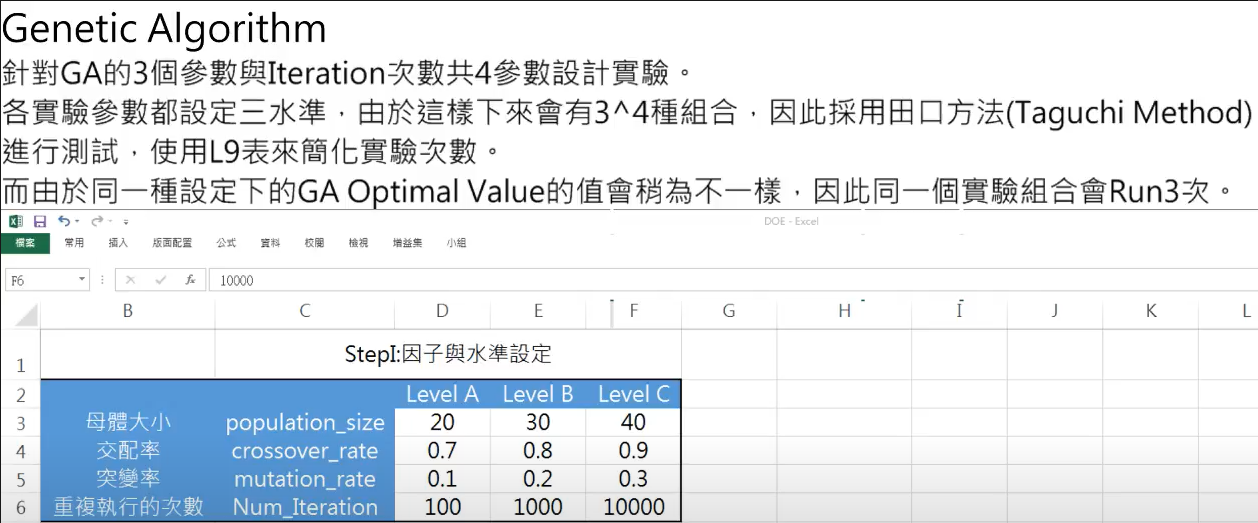 Genetic Algorithm
針對GA的3個參數與Iteration次數共4參數設計實驗。
各實驗參數都設定三水準，由於這樣下來會有3^4種組合，因此採用田口方法(Taguchi Method)
進行測試，使用L9表來簡化實驗次數。
而由於同一種設定下的GA Optimal Value的值會稍為不一樣，因此同一個實驗組合會Run3次。
DOE - Excel
檔案 常用 插入 版面配置 公式 資料 校閱 檢視 增益集 小組
F6 fx 10000
B C D E F G H I J K L
1 StepI:因子與水準設定
2 Level A Level B Level C
3 母體大小 population_size 20 30 40
4 交配率 crossover_rate 0.7 0.8 0.9
5 突變率 mutation_rate 0.1 0.2 0.3
6 重複執行的次數 Num_Iteration 100 1000 10000